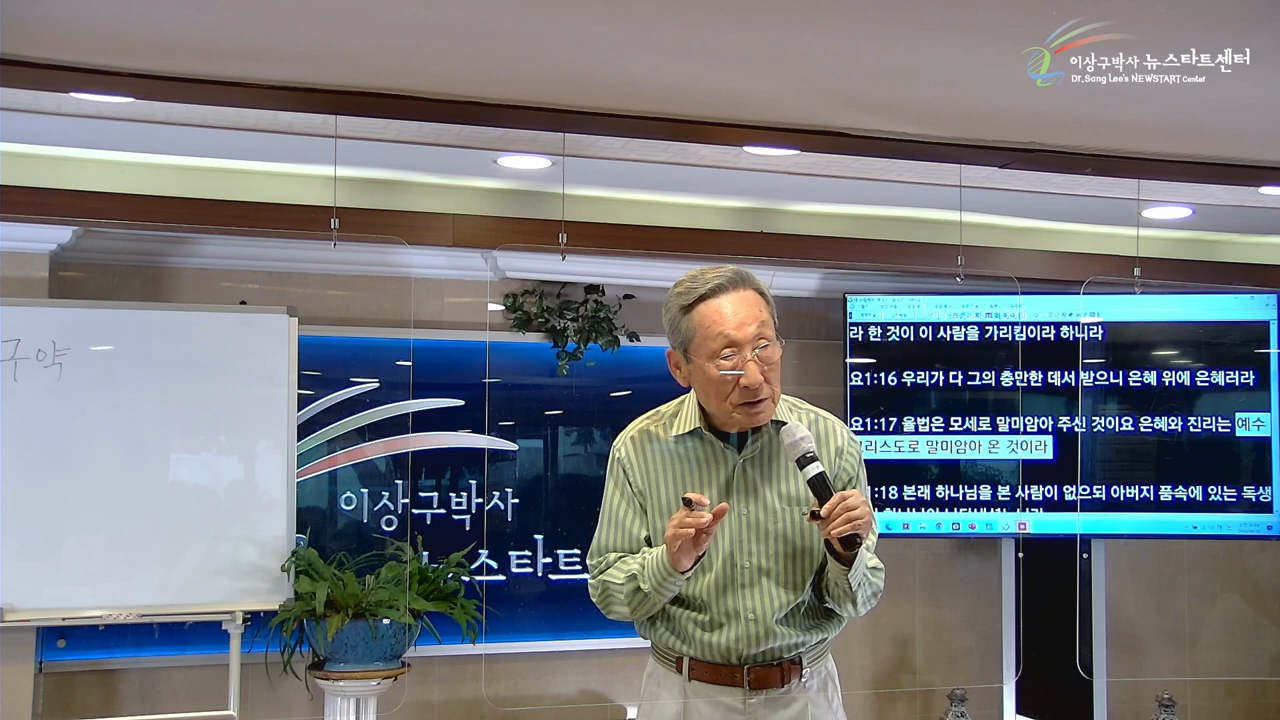 이상구박사 뉴스타트센터
Dr. Sang Lee's NEWSTART Center
구약
이상구박사
뉴스타트
라 한 것이 이 사람을 가리킴이라 하니라
요1:16 우리가 다 그의 충만한 데서 받으니 은혜 위에 은혜러라
요1:17 율법은 모세로 말미암아 주신 것이요 은혜와 진리는 예수
그리스도로 말미암아 온 것이라
1:18 본래 하나님을 본 사람이 없으되 아버지 품속에 있는 독생